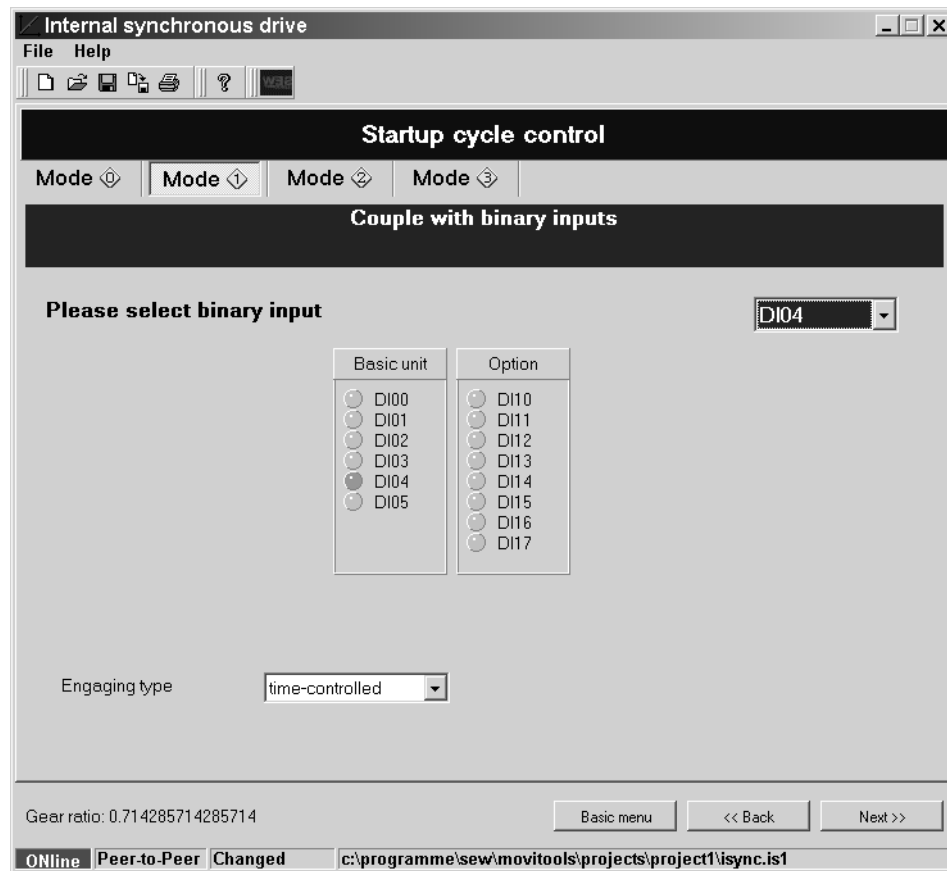 Internal synchronous drive
File Help
Startup cycle control
Mode 0 Mode 1 Mode 2 Mode 3
Couple with binary inputs
Please select binary input
DI04
Basic unit Option
DI00 DI10
DI01 DI11
DI02 DI12
DI03 DI13
DI04 DI14
DI05 DI15
DI16
DI17
Engaging type time-controlled
Gear ratio: 0.714285714285714 Basic menu << Back Next >>
ONline Peer-to-Peer Changed c:\programme\sew\movitools\projects\project1\isync.is1